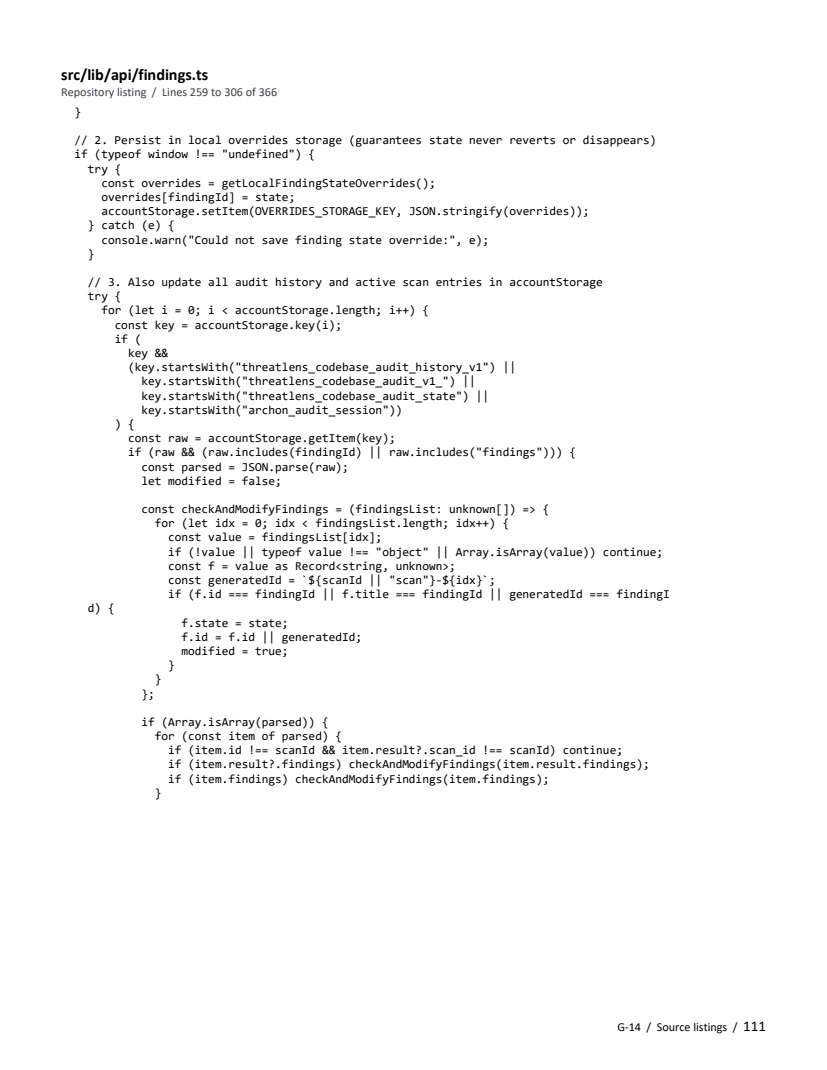 src/lib/api/findings.ts
Repository listing / Lines 259 to 306 of 366
  }

  // 2. Persist in local overrides storage (guarantees state never reverts or disappears)
  if (typeof window !== "undefined") {
    try {
      const overrides = getLocalFindingStateOverrides();
      overrides[findingId] = state;
      accountStorage.setItem(OVERRIDES_STORAGE_KEY, JSON.stringify(overrides));
    } catch (e) {
      console.warn("Could not save finding state override:", e);
    }

    // 3. Also update all audit history and active scan entries in accountStorage
    try {
      for (let i = 0; i < accountStorage.length; i++) {
        const key = accountStorage.key(i);
        if (
          key &&
          (key.startsWith("threatlens_codebase_audit_history_v1") ||
            key.startsWith("threatlens_codebase_audit_v1_") ||
            key.startsWith("threatlens_codebase_audit_state") ||
            key.startsWith("archon_audit_session"))
        ) {
          const raw = accountStorage.getItem(key);
          if (raw && (raw.includes(findingId) || raw.includes("findings"))) {
            const parsed = JSON.parse(raw);
            let modified = false;

            const checkAndModifyFindings = (findingsList: unknown[]) => {
              for (let idx = 0; idx < findingsList.length; idx++) {
                const value = findingsList[idx];
                if (!value || typeof value !== "object" || Array.isArray(value)) continue;
                const f = value as Record<string, unknown>;
                const generatedId = `${scanId || "scan"}-${idx}`;
                if (f.id === findingId || f.title === findingId || generatedId === findingI
    d) {
                  f.state = state;
                  f.id = f.id || generatedId;
                  modified = true;
                }
              }
            };

            if (Array.isArray(parsed)) {
              for (const item of parsed) {
                if (item.id !== scanId && item.result?.scan_id !== scanId) continue;
                if (item.result?.findings) checkAndModifyFindings(item.result.findings);
                if (item.findings) checkAndModifyFindings(item.findings);
              }
G-14 / Source listings / 111